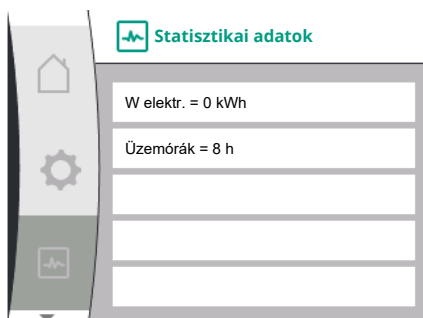 Statisztikai adatok
W elektr. = 0 kWh
Üzemórák = 8 h